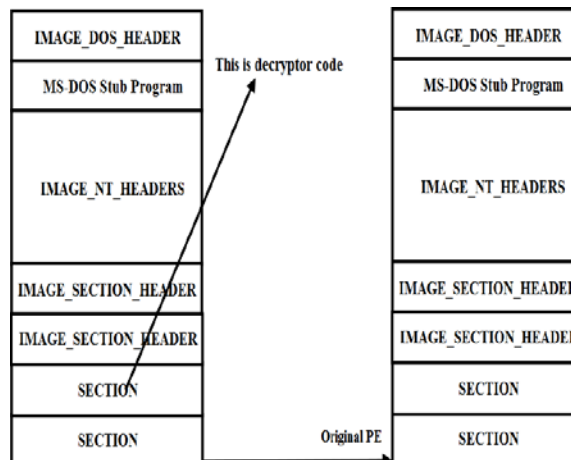 IMAGE_DOS_HEADER
MS-DOS Stub Program
IMAGE_NT_HEADERS
IMAGE_SECTION_HEADER
IMAGE_SECTION_HEADER
SECTION
SECTION
This is decryptor code
Original PE
IMAGE_DOS_HEADER
MS-DOS Stub Program
IMAGE_NT_HEADERS
IMAGE_SECTION_HEADER
IMAGE_SECTION_HEADER
SECTION
SECTION